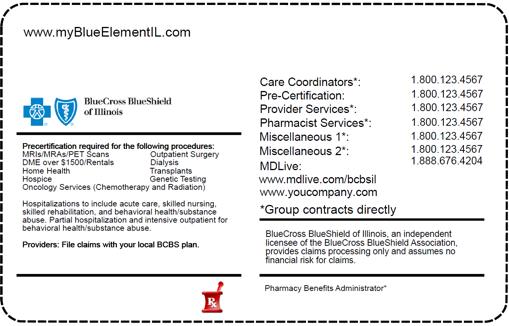 www.myBlueElementIL.com
BlueCross BlueShield
of Illinois
Precertification required for the following procedures:
MRIs/MRAs/PET Scans Outpatient Surgery
DME over $1500/Rentals Dialysis
Home Health Transplants
Hospice Genetic Testing
Oncology Services (Chemotherapy and Radiation)
Hospitalizations to include acute care, skilled nursing,
skilled rehabilitation, and behavioral health/substance
abuse. Partial hospitalization and intensive outpatient for
behavioral health/substance abuse.
Providers: File claims with your local BCBS plan.
Rx
Care Coordinators*: 1.800.123.4567
Pre-Certification: 1.800.123.4567
Provider Services*: 1.800.123.4567
Pharmacist Services*: 1.800.123.4567
Miscellaneous 1*: 1.800.123.4567
Miscellaneous 2*: 1.800.123.4567
MDLive: 1.888.676.4204
www.mdlive.com/bcbsil
www.youcompany.com
*Group contracts directly
BlueCross BlueShield of Illinois, an independent
licensee of the BlueCross BlueShield Association,
provides claims processing only and assumes no
financial risk for claims.
Pharmacy Benefits Administrator*